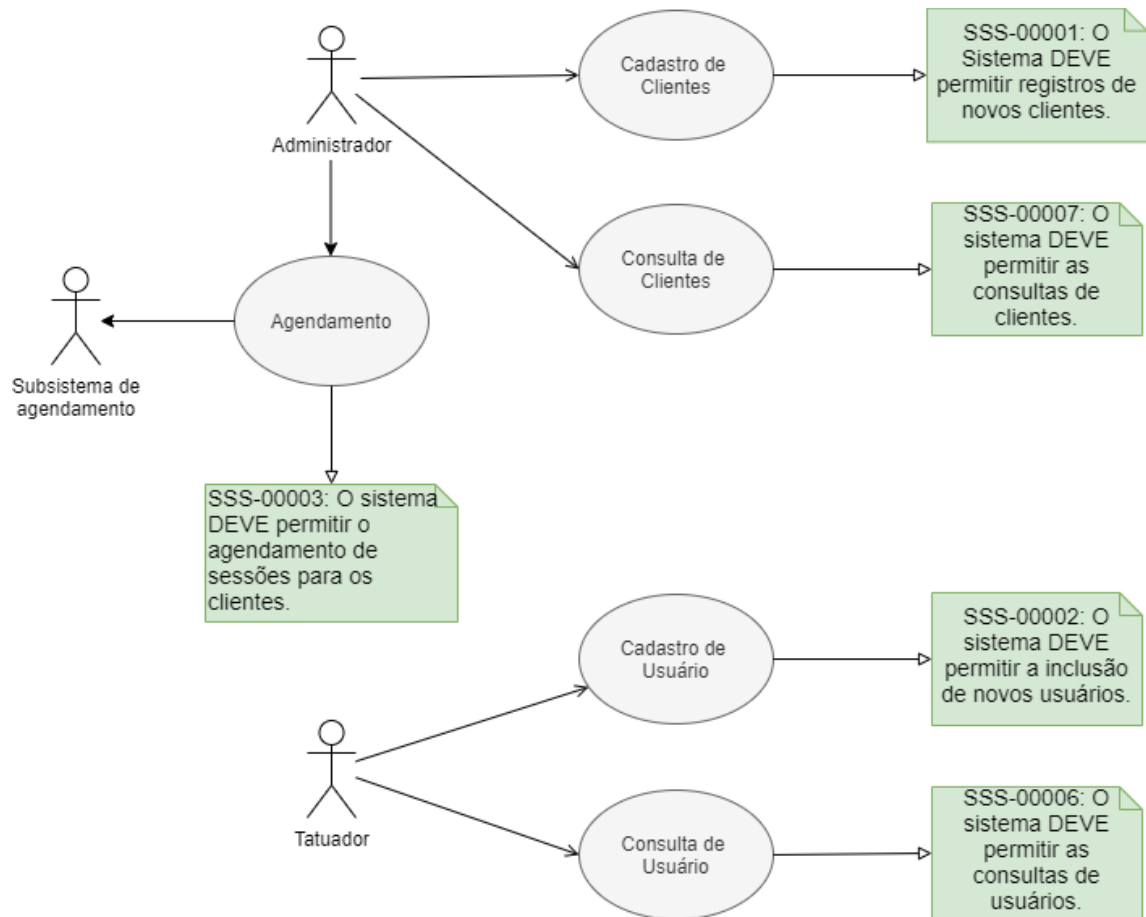 Cadastro de
Clientes
SSS-00001: O
Sistema DEVE
permitir registros de
novos clientes.
Administrador
Consulta de
Clientes
SSS-00007: O
sistema DEVE
permitir as
consultas de
clientes.
Agendamento
Subsistema de
agendamento
SSS-00003: O sistema
DEVE permitir o
agendamento de
sessões para os
clientes.
Cadastro de
Usuário
SSS-00002: O
sistema DEVE
permitir a inclusão
de novos usuários.
Tatuador
Consulta de
Usuário
SSS-00006: O
sistema DEVE
permitir as
consultas de
usuários.